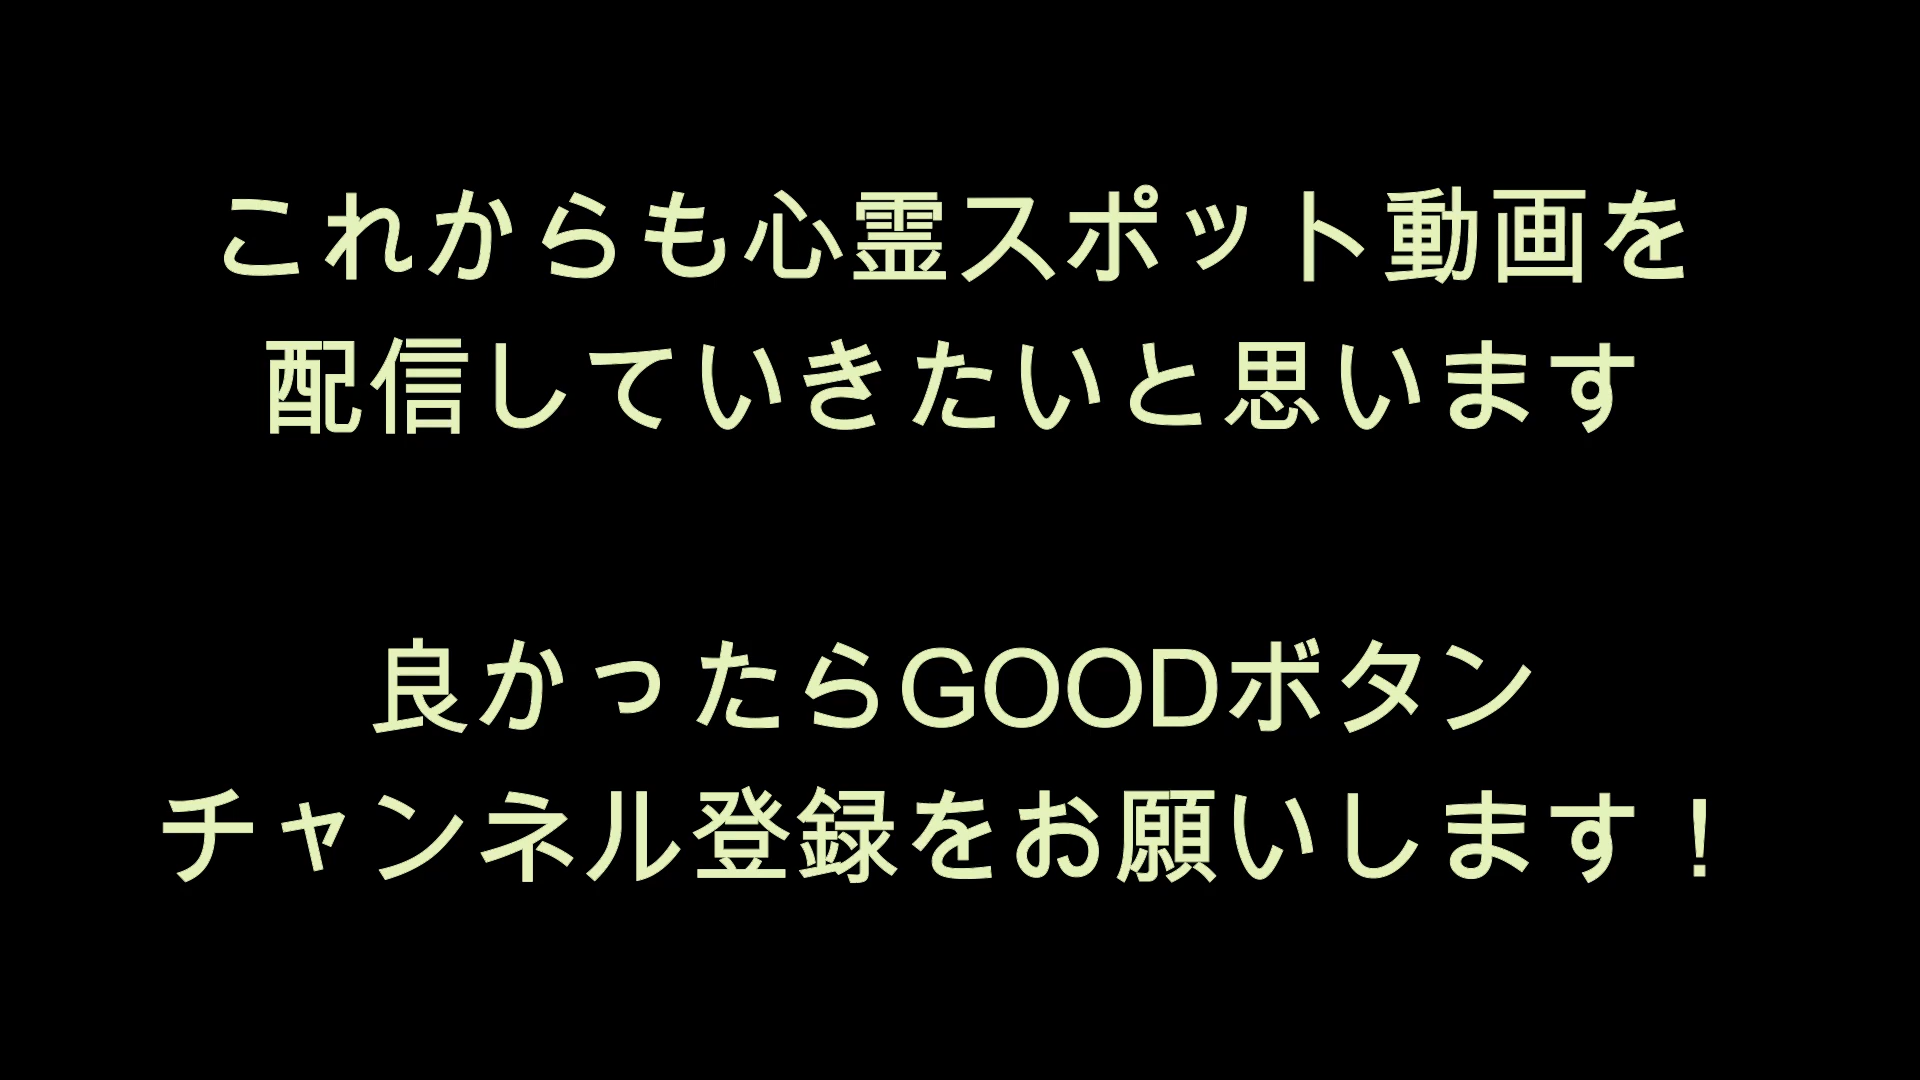 これからも心霊スポット動画を
配信していきたいと思います
良かったらGOODボタン
チャンネル登録をお願いします！